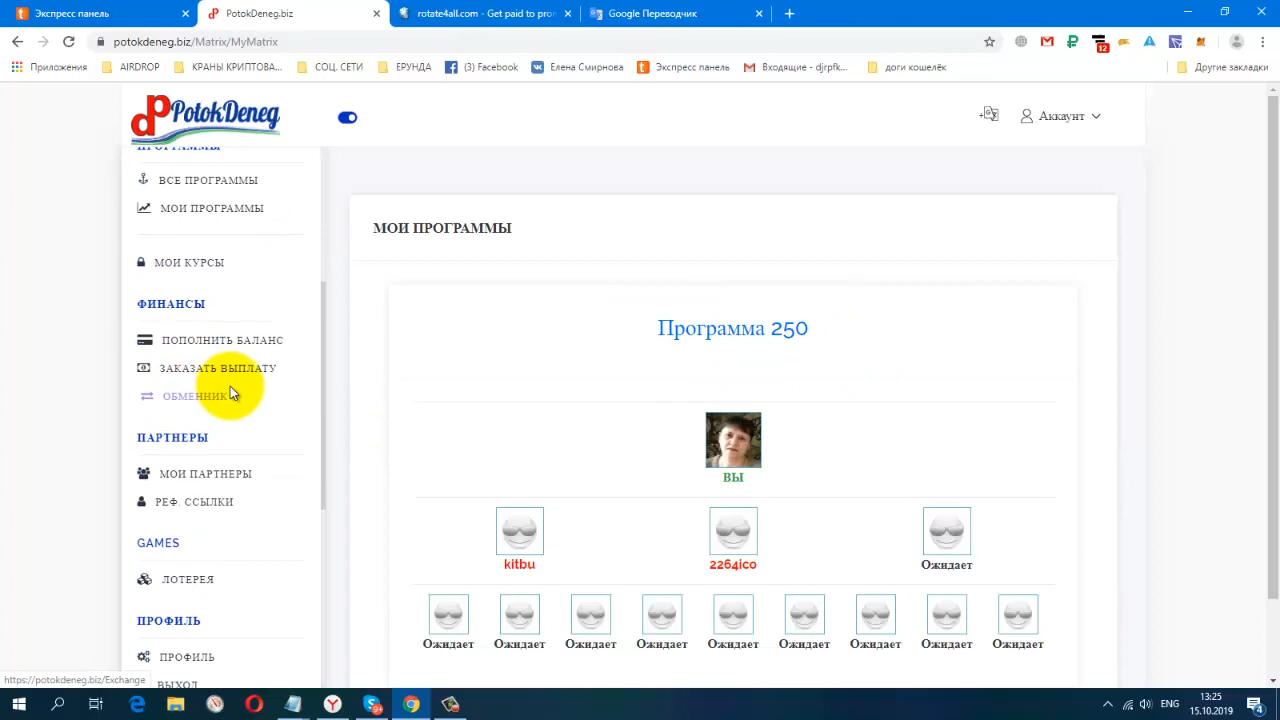 Экспресс панель
PotokDeneg.biz
rotate4all.com - Get paid to pron
Google Переводчик
potokdeneg.biz/Matrix/MyMatrix
12
Приложения
AIRDROP
КРАНЫ КРИПТОВА...
СОЦ. СЕТИ
ЕРУНДА
(3) Facebook
Елена Смирнова
Экспресс панель
Входящие - djrpfk...
доги кошелёк
Другие закладки
PotokDeneg
Аккаунт
ПРОГРАММЫ
ВСЕ ПРОГРАММЫ
МОИ ПРОГРАММЫ
МОИ КУРСЫ
ФИНАНСЫ
ПОПОЛНИТЬ БАЛАНС
ЗАКАЗАТЬ ВЫПЛАТУ
ОБМЕННИК
ПАРТНЕРЫ
МОИ ПАРТНЕРЫ
РЕФ. ССЫЛКИ
GAMES
ЛОТЕРЕЯ
ПРОФИЛЬ
ПРОФИЛЬ
ВЫХОД
МОИ ПРОГРАММЫ
Программа 250
ВЫ
kitbu
2264ico
Ожидает
Ожидает
Ожидает
Ожидает
Ожидает
Ожидает
Ожидает
Ожидает
Ожидает
Ожидает
https://potokdeneg.biz/Exchange
ENG
13:25
15.10.2019
4